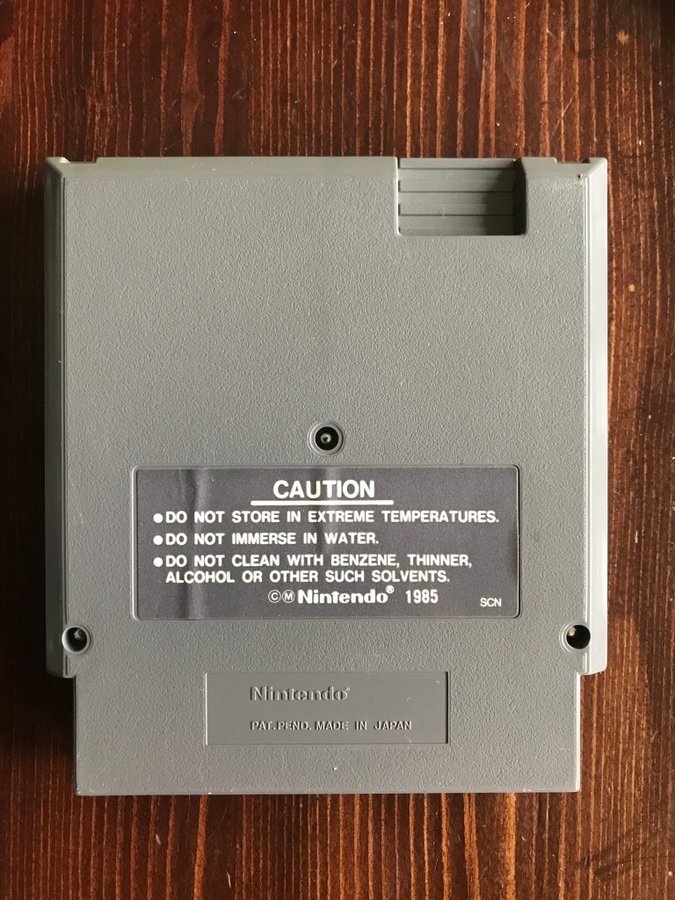 CAUTION
●DO NOT STORE IN EXTREME TEMPERATURES.
●DO NOT IMMERSE IN WATER.
●DO NOT CLEAN WITH BENZENE, THINNER,
ALCOHOL OR OTHER SUCH SOLVENTS.
©Ⓜ Nintendo® 1985
SCN
Nintendo®
PAT. PEND. MADE IN JAPAN